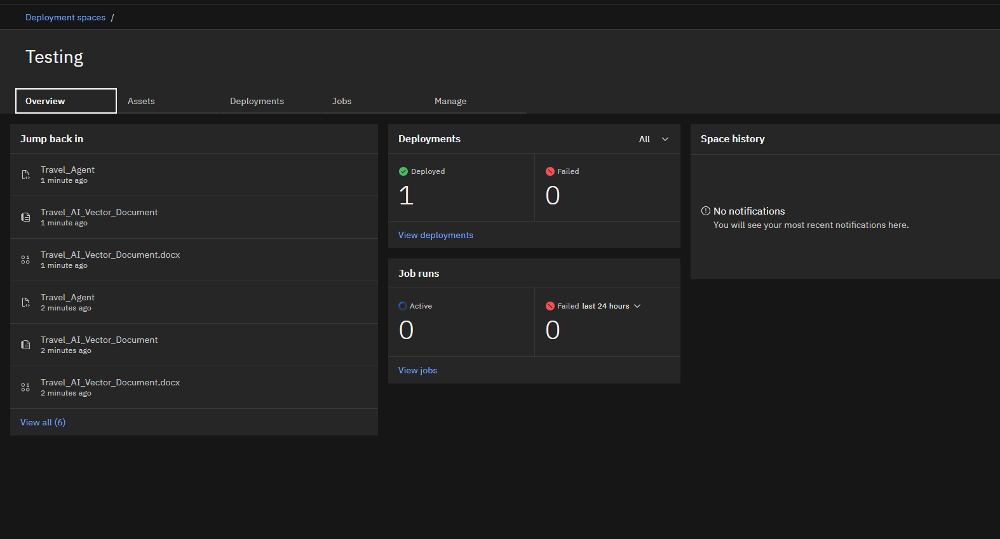 Deployment spaces /
Testing
Overview
Assets
Deployments
Jobs
Manage
Jump back in
Travel_Agent
1 minute ago
Travel_AI_Vector_Document
1 minute ago
Travel_AI_Vector_Document.docx
1 minute ago
Travel_Agent
2 minutes ago
Travel_AI_Vector_Document
2 minutes ago
Travel_AI_Vector_Document.docx
2 minutes ago
View all (6)
Deployments
All
Deployed
1
Failed
0
View deployments
Job runs
Active
0
Failed last 24 hours
0
View jobs
Space history
No notifications
You will see your most recent notifications here.